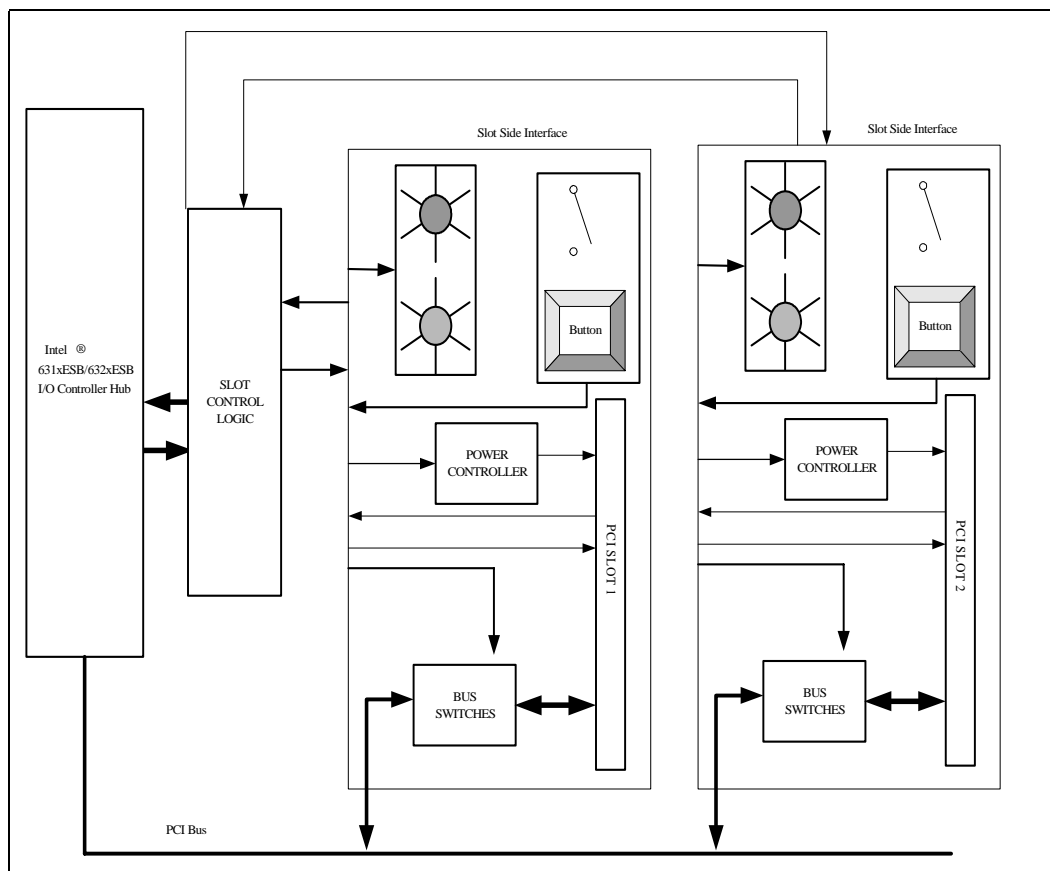 Slot Side Interface
Slot Side Interface
Intel ®
631xESB/632xESB
I/O Controller Hub
SLOT
CONTROL
LOGIC
Button
Button
POWER
CONTROLLER
POWER
CONTROLLER
PCI SLOT 1
PCI SLOT 2
BUS
SWITCHES
BUS
SWITCHES
PCI Bus